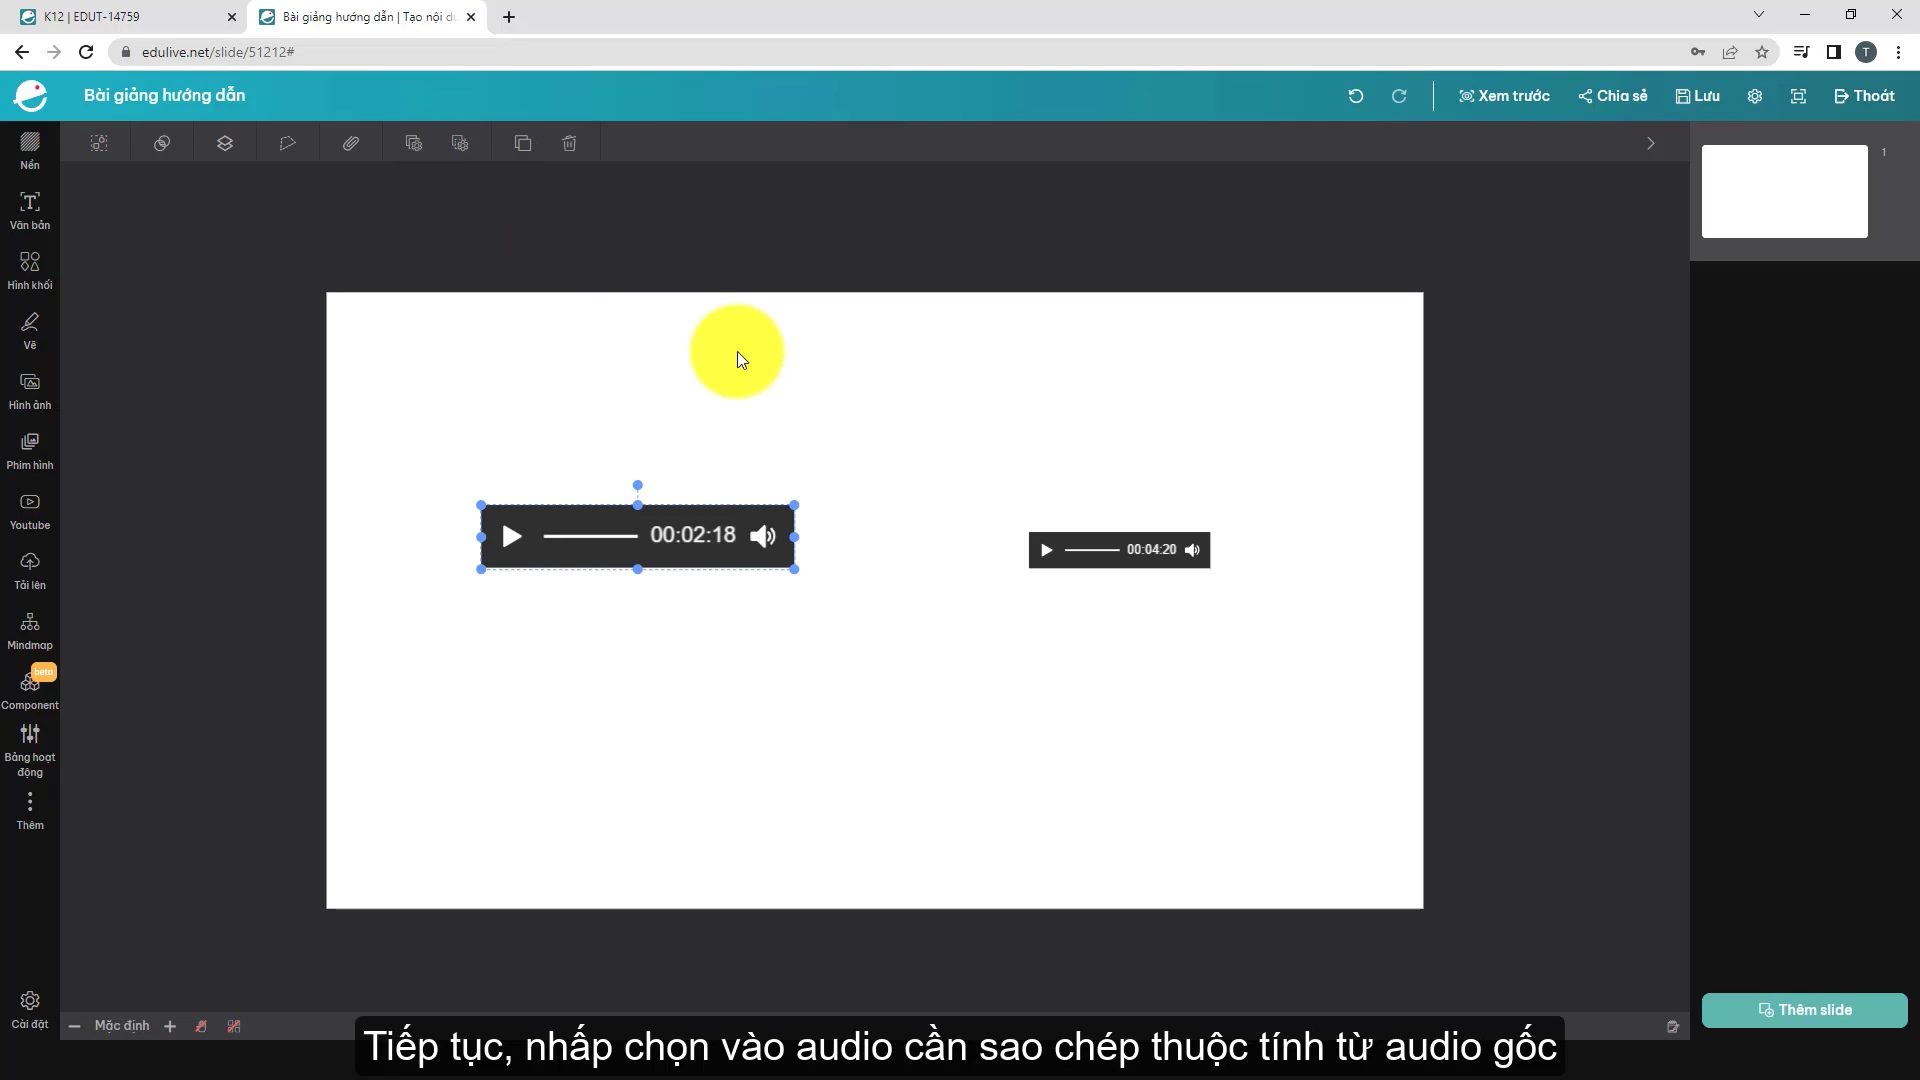 K12 | EDUT-14759
Bài giảng hướng dẫn | Tạo nội du
edulive.net/slide/51212#
T
Bài giảng hướng dẫn
Xem trước
Chia sẻ
Lưu
Thoát
Nền
Văn bản
Hình khối
Vẽ
Hình ảnh
Phim hình
Youtube
Tải lên
Mindmap
beta
Component
Bảng hoạt
động
Thêm
Cài đặt
1
00:02:18
00:04:20
Mặc định
Thêm slide
Tiếp tục, nhấp chọn vào audio cần sao chép thuộc tính từ audio gốc